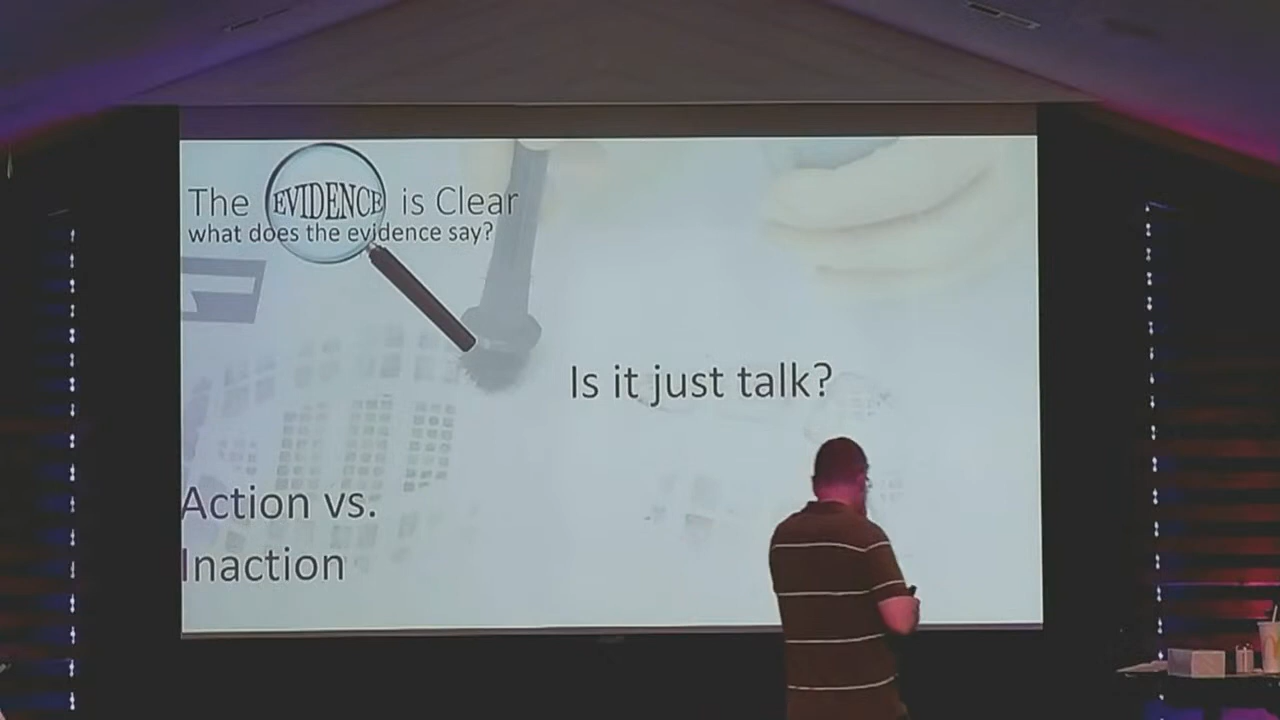 The EVIDENCE is Clear
what does the evidence say?
Is it just talk?
Action vs.
Inaction